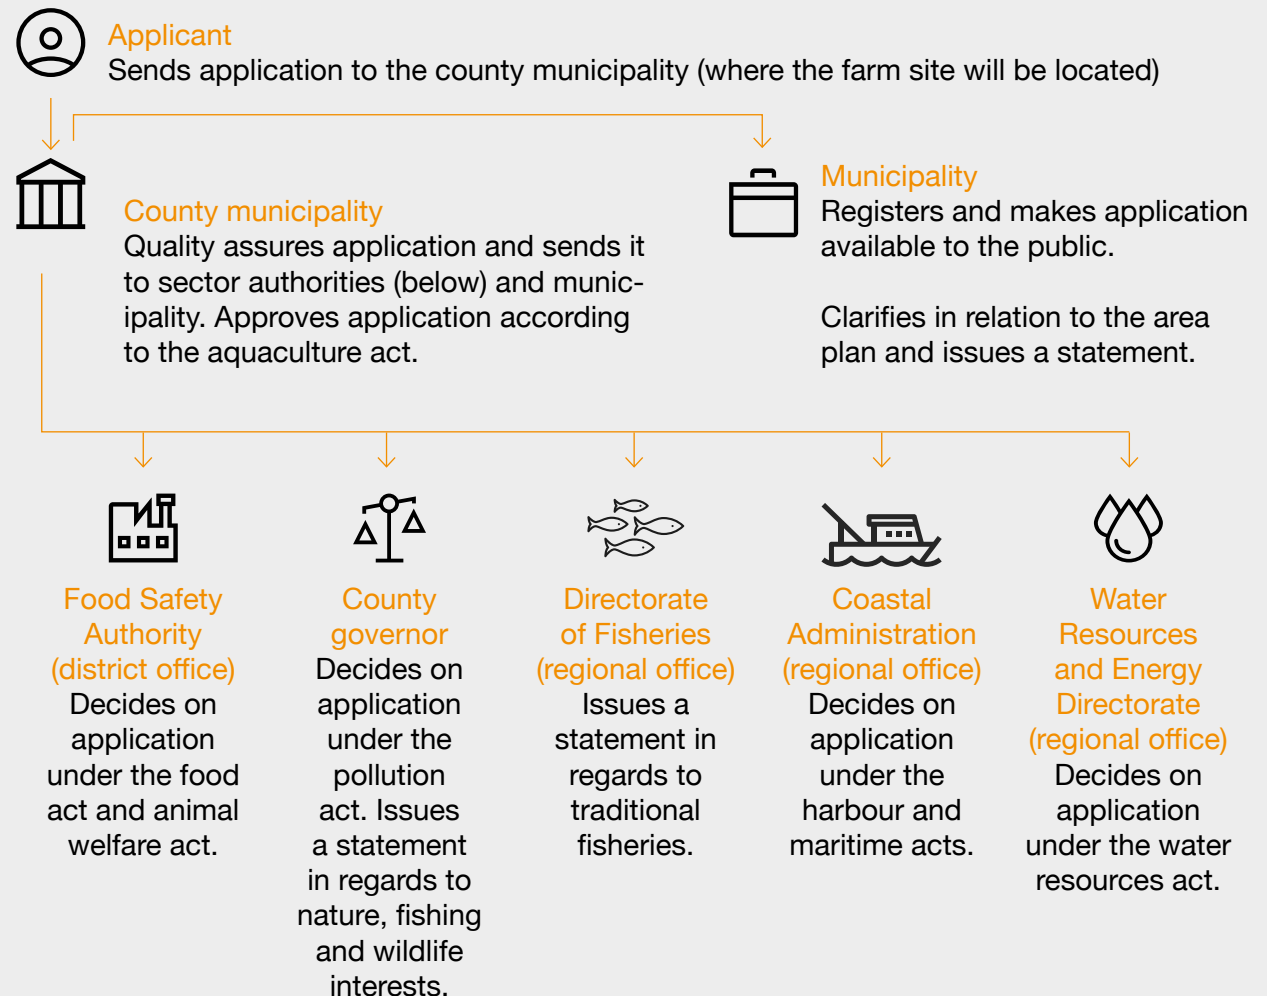 Applicant
Sends application to the county municipality (where the farm site will be located)
County municipality
Quality assures application and sends it
to sector authorities (below) and munic-
ipality. Approves application according
to the aquaculture act.
Municipality
Registers and makes application
available to the public.
Clarifies in relation to the area
plan and issues a statement.
Food Safety
Authority
(district office)
Decides on
application
under the food
act and animal
welfare act.
County
governor
Decides on
application
under the
pollution
act. Issues
a statement
in regards to
nature, fishing
and wildlife
interests.
Directorate
of Fisheries
(regional office)
Issues a
statement in
regards to
traditional
fisheries.
Coastal
Administration
(regional office)
Decides on
application
under the
harbour and
maritime acts.
Water
Resources
and Energy
Directorate
(regional office)
Decides on
application
under the water
resources act.